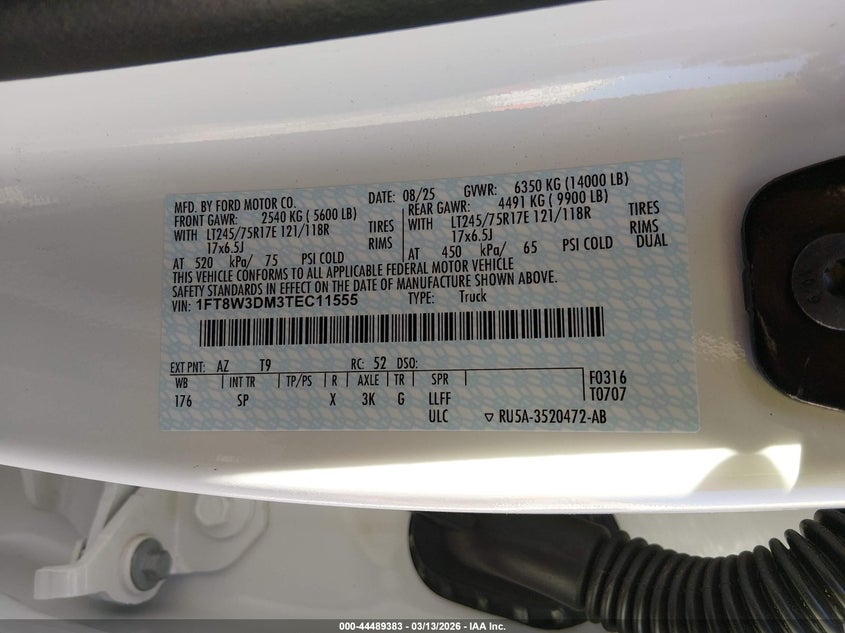 MFD. BY FORD MOTOR CO. DATE: 08/25 GVWR: 6350 KG (14000 LB)
FRONT GAWR: 2540 KG ( 5600 LB) REAR GAWR: 4491 KG ( 9900 LB)
WITH LT245/75R17E 121/118R TIRES WITH LT245/75R17E 121/118R TIRES
17x6.5J RIMS 17x6.5J RIMS
AT 520 kPa/ 75 PSI COLD AT 450 kPa/ 65 PSI COLD DUAL
THIS VEHICLE CONFORMS TO ALL APPLICABLE FEDERAL MOTOR VEHICLE
SAFETY STANDARDS IN EFFECT ON THE DATE OF MANUFACTURE SHOWN ABOVE.
VIN: 1FT8W3DM3TEC11555 TYPE: Truck
EXT PNT: AZ T9 RC: 52 DSO:
WB INT TR TP/PS R AXLE TR SPR F0316
176 SP X 3K G LLFF T0707
ULC ▽ RU5A-3520472-AB
000-44489383 - 03/13/2026 - IAA Inc.